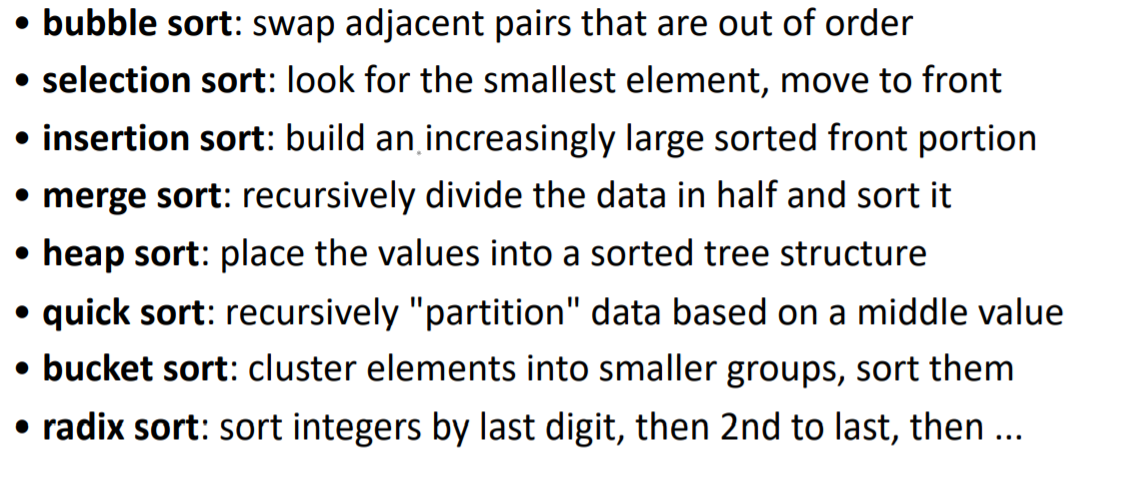 • bubble sort: swap adjacent pairs that are out of order
• selection sort: look for the smallest element, move to front
• insertion sort: build an increasingly large sorted front portion
• merge sort: recursively divide the data in half and sort it
• heap sort: place the values into a sorted tree structure
• quick sort: recursively "partition" data based on a middle value
• bucket sort: cluster elements into smaller groups, sort them
• radix sort: sort integers by last digit, then 2nd to last, then ...